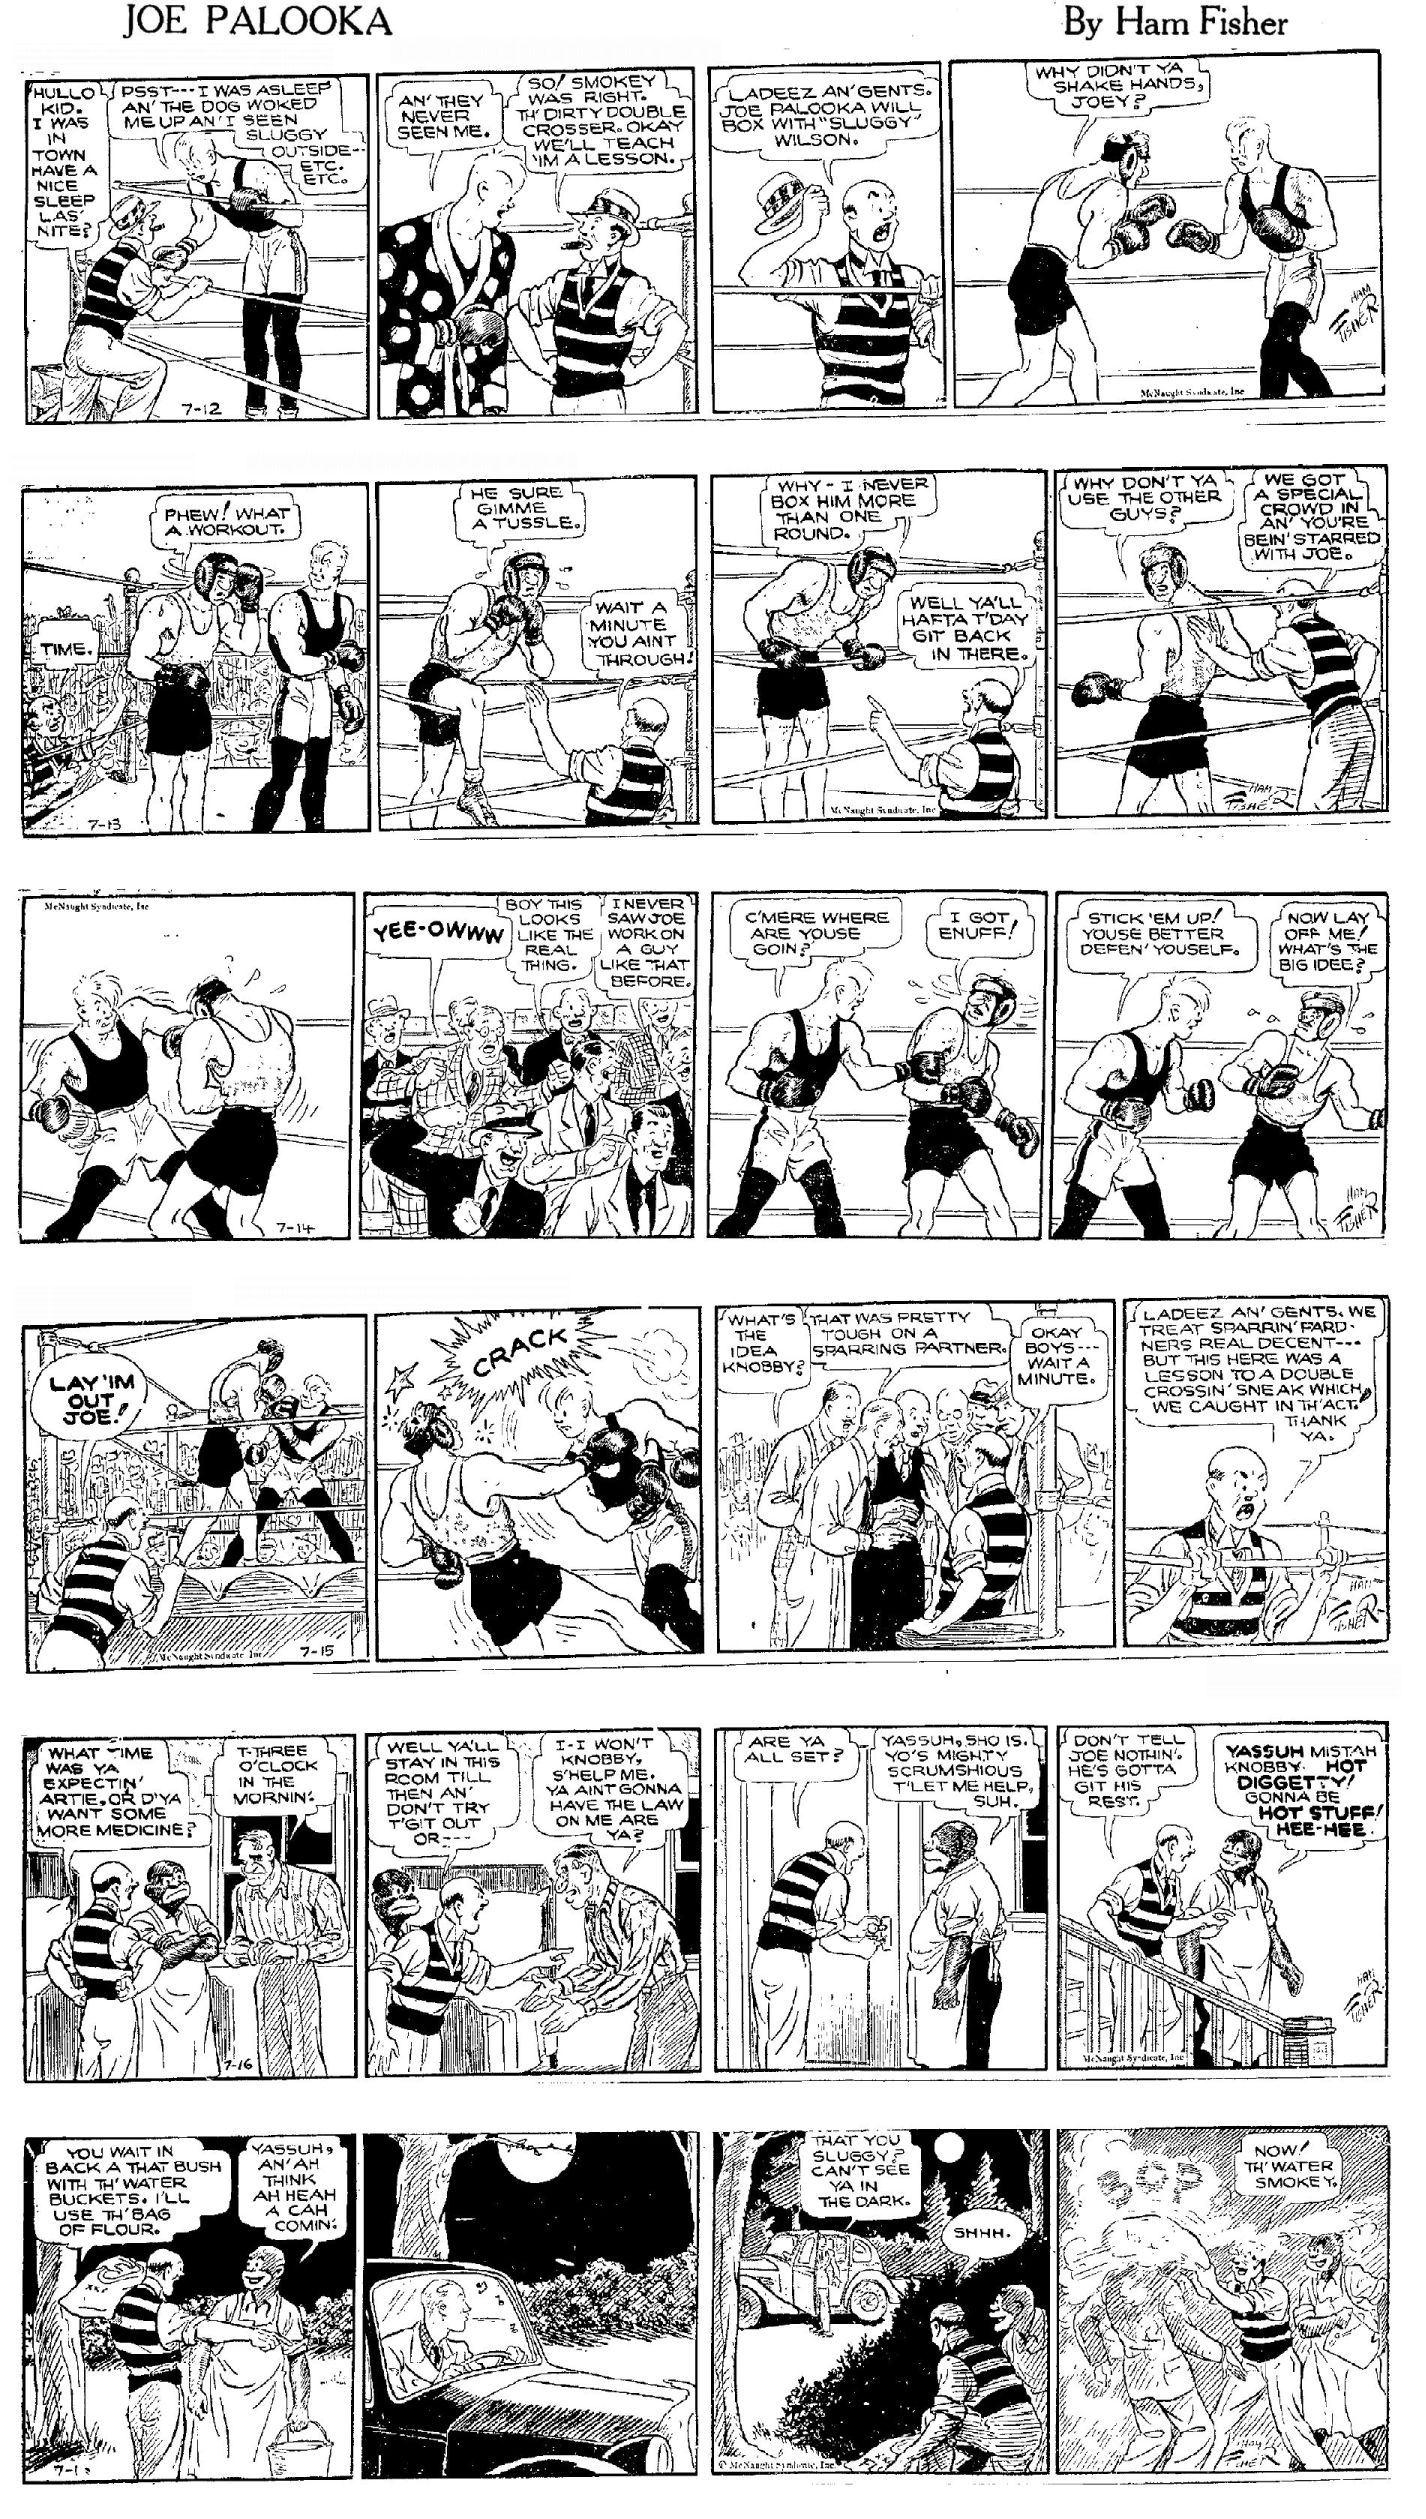 JOE PALOOKA
By Ham Fisher
HULLO
KID.
I WAS
IN
TOWN
HAVE A
NICE
SLEEP
LAS'
NITE?
PSST---I WAS ASLEEP
AN' THE DOG WOKED
ME UP AN' I SEEN
SLUGGY
OUTSIDE--
ETC.
ETC.
7-12
AN' THEY
NEVER
SEEN ME.
SO! SMOKEY
WAS RIGHT.
TH' DIRTY DOUBLE
CROSSER. OKAY
WE'LL TEACH
'IM A LESSON.
LADEEZ AN' GENTS.
JOE PALOOKA WILL
BOX WITH "SLUGGY"
WILSON.
WHY DIDN'T YA
SHAKE HANDS,
JOEY?
HAM
FISHER
McNaught Syndicate, Inc
PHEW! WHAT
A WORKOUT.
TIME.
7-13
HE SURE
GIMME
A TUSSLE.
WAIT A
MINUTE
YOU AINT
THROUGH!
WHY - I NEVER
BOX HIM MORE
THAN ONE
ROUND.
WELL YA'LL
HAFTA T'DAY
GIT BACK
IN THERE.
McNaught Syndicate, Inc
WHY DON'T YA
USE THE OTHER
GUYS?
WE GOT
A SPECIAL
CROWD IN
AN' YOU'RE
BEIN' STARRED
WITH JOE.
HAM
FISHER
McNaught Syndicate, Inc
7-14
YEE-OWWW
BOY THIS
LOOKS
LIKE THE
REAL
THING.
I NEVER
SAW JOE
WORK ON
A GUY
LIKE THAT
BEFORE.
C'MERE WHERE
ARE YOUSE
GOIN?
I GOT
ENUFF!
STICK 'EM UP!
YOUSE BETTER
DEFEN' YOUSELF.
NOW LAY
OFF ME!
WHAT'S THE
BIG IDEE?
HAM
FISHER
LAY 'IM
OUT
JOE!
McNaught Syndicate, Inc
7-15
CRACK
WHAT'S
THE
IDEA
KNOBBY?
THAT WAS PRETTY
TOUGH ON A
SPARRING PARTNER.
OKAY
BOYS---
WAIT A
MINUTE.
LADEEZ AN' GENTS. WE
TREAT SPARRIN' PARD-
NERS REAL DECENT---
BUT THIS HERE WAS A
LESSON TO A DOUBLE
CROSSIN' SNEAK WHICH
WE CAUGHT IN TH' ACT!
THANK
YA.
HAM
FISHER
WHAT TIME
WAS YA
EXPECTIN'
ARTIE, OR D'YA
WANT SOME
MORE MEDICINE?
T-THREE
O'CLOCK
IN THE
MORNIN'.
7-16
WELL YA'LL
STAY IN THIS
ROOM TILL
THEN AN'
DON'T TRY
T'GIT OUT
OR---
I-I WON'T
KNOBBY,
S'HELP ME.
YA AINT GONNA
HAVE THE LAW
ON ME ARE
YA?
ARE YA
ALL SET?
YASSUH, SHO IS.
YO'S MIGHTY
SCRUMSHIOUS
T'LET ME HELP,
SUH.
DON'T TELL
JOE NOTHIN'.
HE'S GOTTA
GIT HIS
REST.
YASSUH MISTAH
KNOBBY. HOT
DIGGETTY!
GONNA BE
HOT STUFF!
HEE-HEE.
HAM
FISHER
McNaught Syndicate, Inc
YOU WAIT IN
BACK A THAT BUSH
WITH TH' WATER
BUCKETS. I'LL
USE TH' BAG
OF FLOUR.
YASSUH,
AN' AH
THINK
AH HEAH
A CAH
COMIN'.
THAT YOU
SLUGGY?
CAN'T SEE
YA IN
THE DARK.
SHHH.
© McNaught Syndicate, Inc
SOP
NOW!
TH' WATER
SMOKEY.
HAM
FISHER